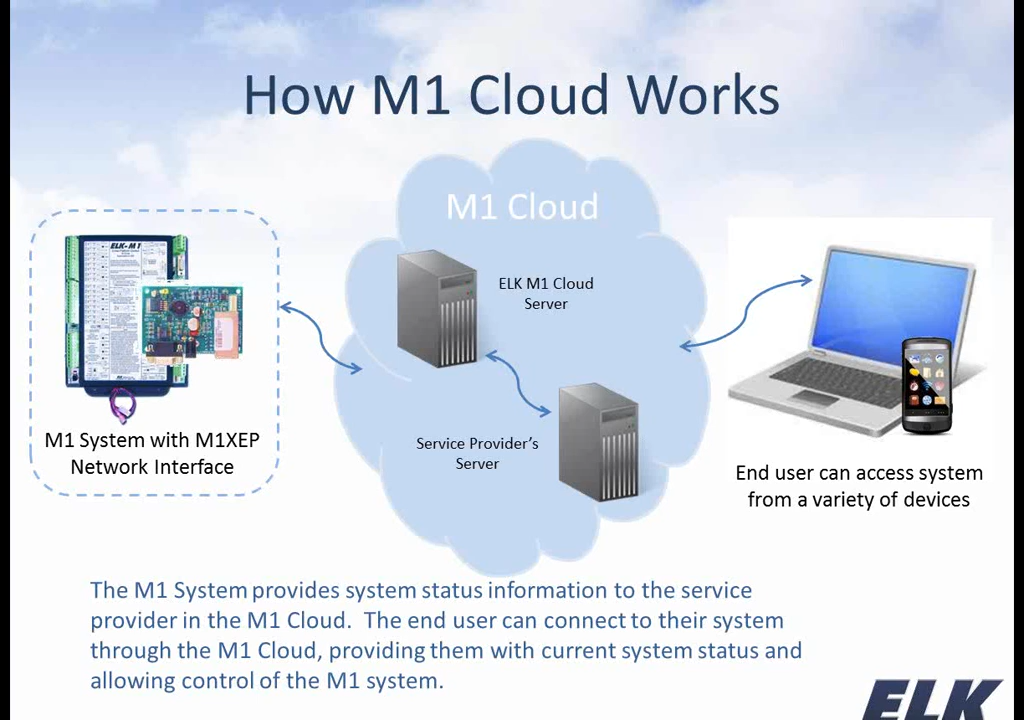 How M1 Cloud Works
M1 Cloud
ELK-M1
ELK M1 Cloud
Server
Service Provider's
Server
M1 System with M1XEP
Network Interface
End user can access system
from a variety of devices
The M1 System provides system status information to the service
provider in the M1 Cloud.  The end user can connect to their system
through the M1 Cloud, providing them with current system status and
allowing control of the M1 system.
ELK